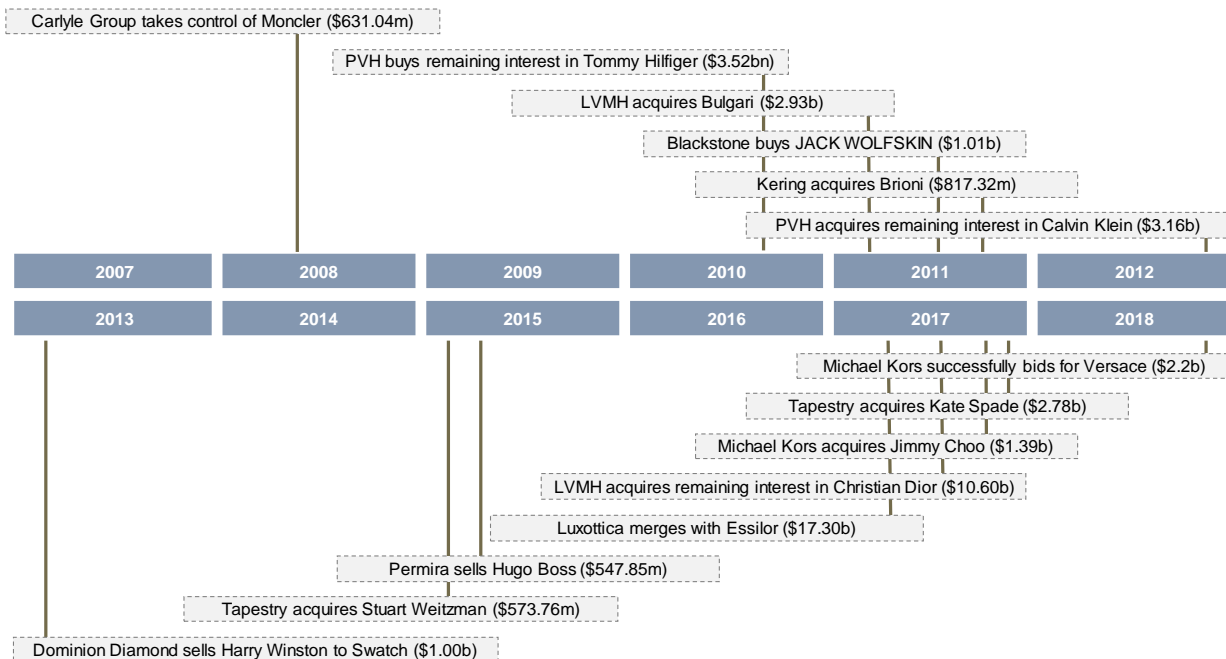 Carlyle Group takes control of Moncler ($631.04m)
PVH buys remaining interest in Tommy Hilfiger ($3.52bn)
LVMH acquires Bulgari ($2.93b)
Blackstone buys JACK WOLFSKIN ($1.01b)
Kering acquires Brioni ($817.32m)
PVH acquires remaining interest in Calvin Klein ($3.16b)
2007 2008 2009 2010 2011 2012
2013 2014 2015 2016 2017 2018
Michael Kors successfully bids for Versace ($2.2b)
Tapestry acquires Kate Spade ($2.78b)
Michael Kors acquires Jimmy Choo ($1.39b)
LVMH acquires remaining interest in Christian Dior ($10.60b)
Luxottica merges with Essilor ($17.30b)
Permira sells Hugo Boss ($547.85m)
Tapestry acquires Stuart Weitzman ($573.76m)
Dominion Diamond sells Harry Winston to Swatch ($1.00b)